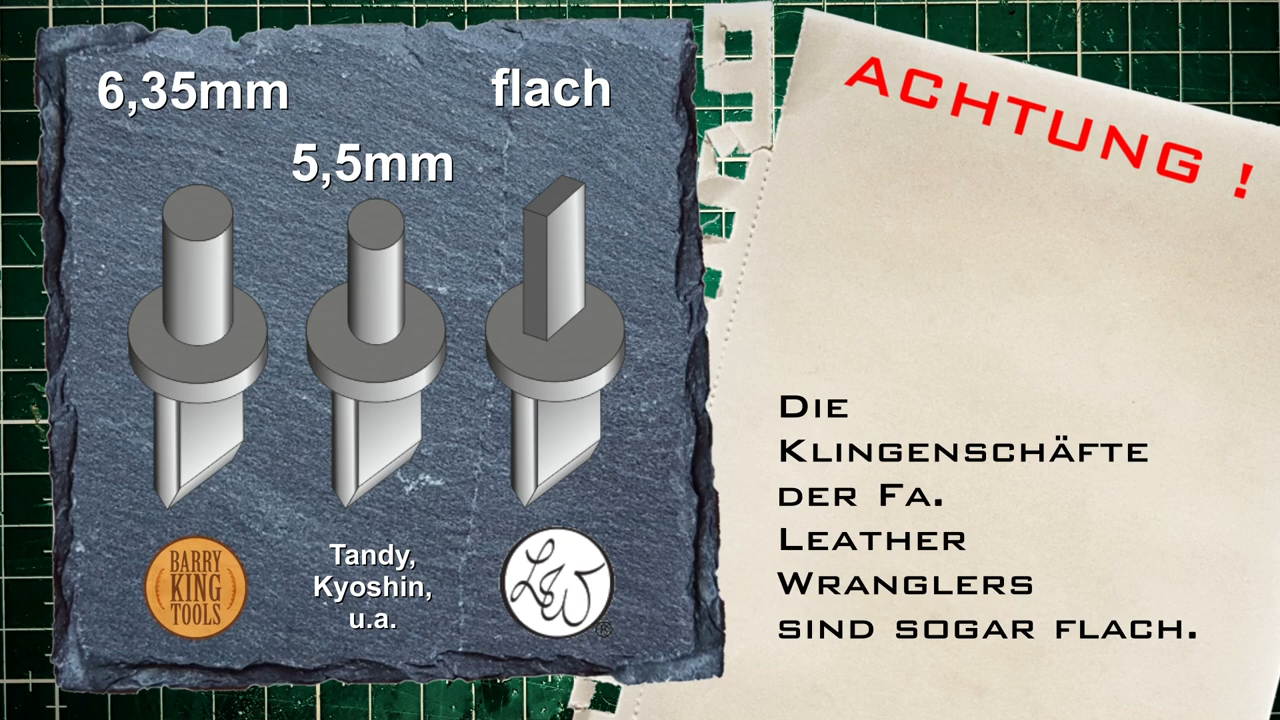 6,35mm
flach
5,5mm
BARRY
KING
TOOLS
Tandy,
Kyoshin,
u.a.
LSW
®
ACHTUNG !
DIE
KLINGENSCHÄFTE
DER FA.
LEATHER
WRANGLERS
SIND SOGAR FLACH.